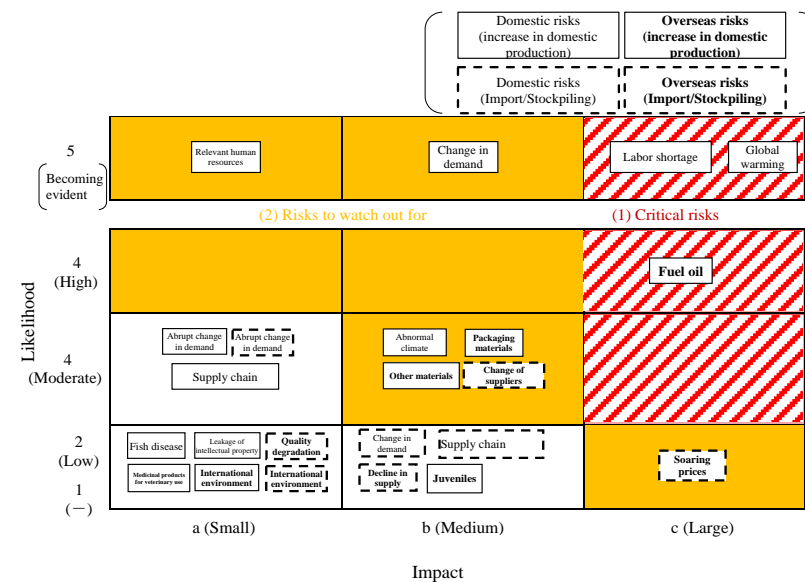 Domestic risks
(increase in domestic
production)
Overseas risks
(increase in domestic
production)
Domestic risks
(Import/Stockpiling)
Overseas risks
(Import/Stockpiling)
5
Becoming
evident
Relevant human
resources
Change in
demand
Labor shortage
Global
warming
(2) Risks to watch out for
(1) Critical risks
Likelihood
4
(High)
Fuel oil
4
(Moderate)
Abrupt change
in demand
Abrupt change
in demand
Supply chain
Abnormal
climate
Packaging
materials
Other materials
Change of
suppliers
2
(Low)
1
(－)
Fish disease
Leakage of
intellectual property
Quality
degradation
Medicinal products
for veterinary use
International
environment
International
environment
Change in
demand
Supply chain
Decline in
supply
Juveniles
Soaring
prices
a (Small)
b (Medium)
c (Large)
Impact